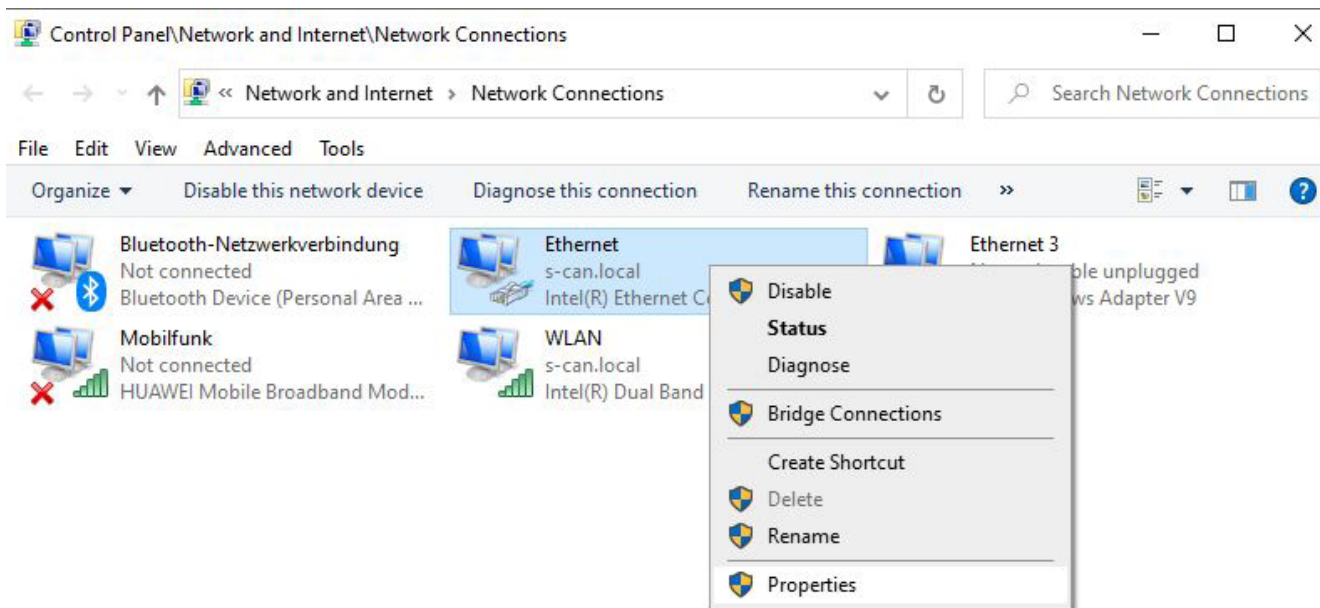 Control Panel\Network and Internet\Network Connections
« Network and Internet › Network Connections
Search Network Connections
File Edit View Advanced Tools
Organize Disable this network device Diagnose this connection Rename this connection »
Bluetooth-Netzwerkverbindung
Not connected
Bluetooth Device (Personal Area ...
Ethernet
s-can.local
Intel(R) Ethernet
Ethernet 3
unplugged
Adapter V9
Mobilfunk
Not connected
HUAWEI Mobile Broadband Mod...
WLAN
s-can.local
Intel(R) Dual Band
Disable
Status
Diagnose
Bridge Connections
Create Shortcut
Delete
Rename
Properties